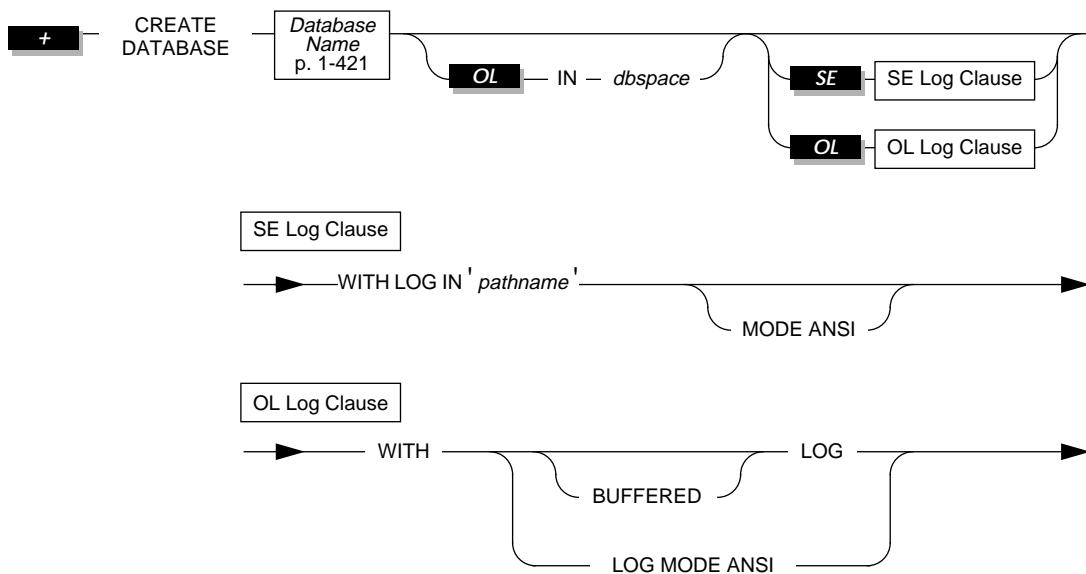 + CREATE DATABASE Database Name p. 1-421
OL IN dbspace
SE SE Log Clause
OL OL Log Clause
SE Log Clause
WITH LOG IN ' pathname '
MODE ANSI
OL Log Clause
WITH LOG
BUFFERED
LOG MODE ANSI